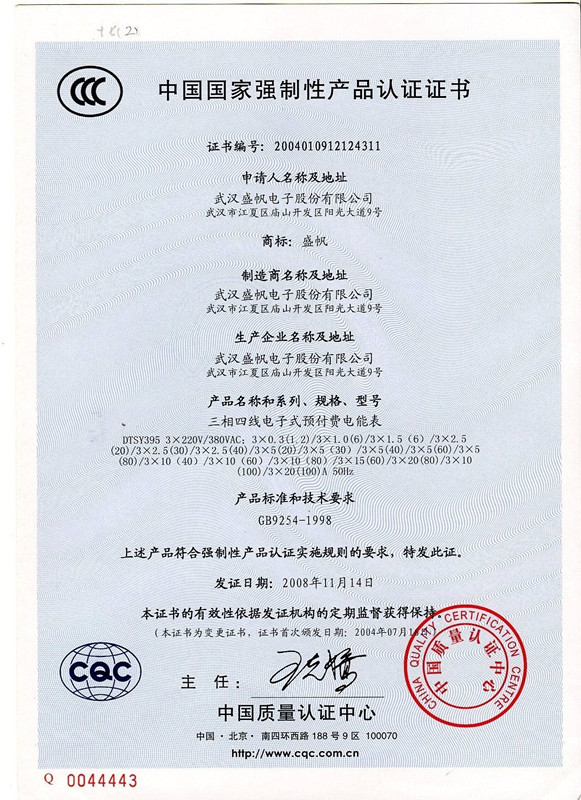 CCC
中国国家强制性产品认证证书
证书编号：2004010912124311
申请人名称及地址
武汉盛帆电子股份有限公司
武汉市江夏区庙山开发区阳光大道9号
商标：盛帆
制造商名称及地址
武汉盛帆电子股份有限公司
武汉市江夏区庙山开发区阳光大道9号
生产企业名称及地址
武汉盛帆电子股份有限公司
武汉市江夏区庙山开发区阳光大道9号
产品名称和系列、规格、型号
三相四线电子式预付费电能表
DTSY395 3×220V/380VAC; 3×0.3(1.2)/3×1.0(6)/3×1.5（6）/3×2.5
(20)/3×2.5(30)/3×2.5(40)/3×5(20)/3×5（30）/3×5(40)/3×5(60)/3×5
(80)/3×10（40）/3×10（60）/3×10（80）/3×15(60)/3×20(80)/3×10
(100)/3×20(100)A 50Hz
产品标准和技术要求
GB9254-1998
上述产品符合强制性产品认证实施规则的要求，特发此证。
发证日期：2008年11月14日
本证书的有效性依据发证机构的定期监督获得保持。
（本证书为变更证书，证书首次颁发日期：2004年07月
CQC
主任：
中国质量认证中心
CHINA QUALITY CERTIFICATION CENTRE
中国质量认证中心
中国·北京·南四环西路188号9区 100070
http://www.cqc.com.cn
Q 0044443